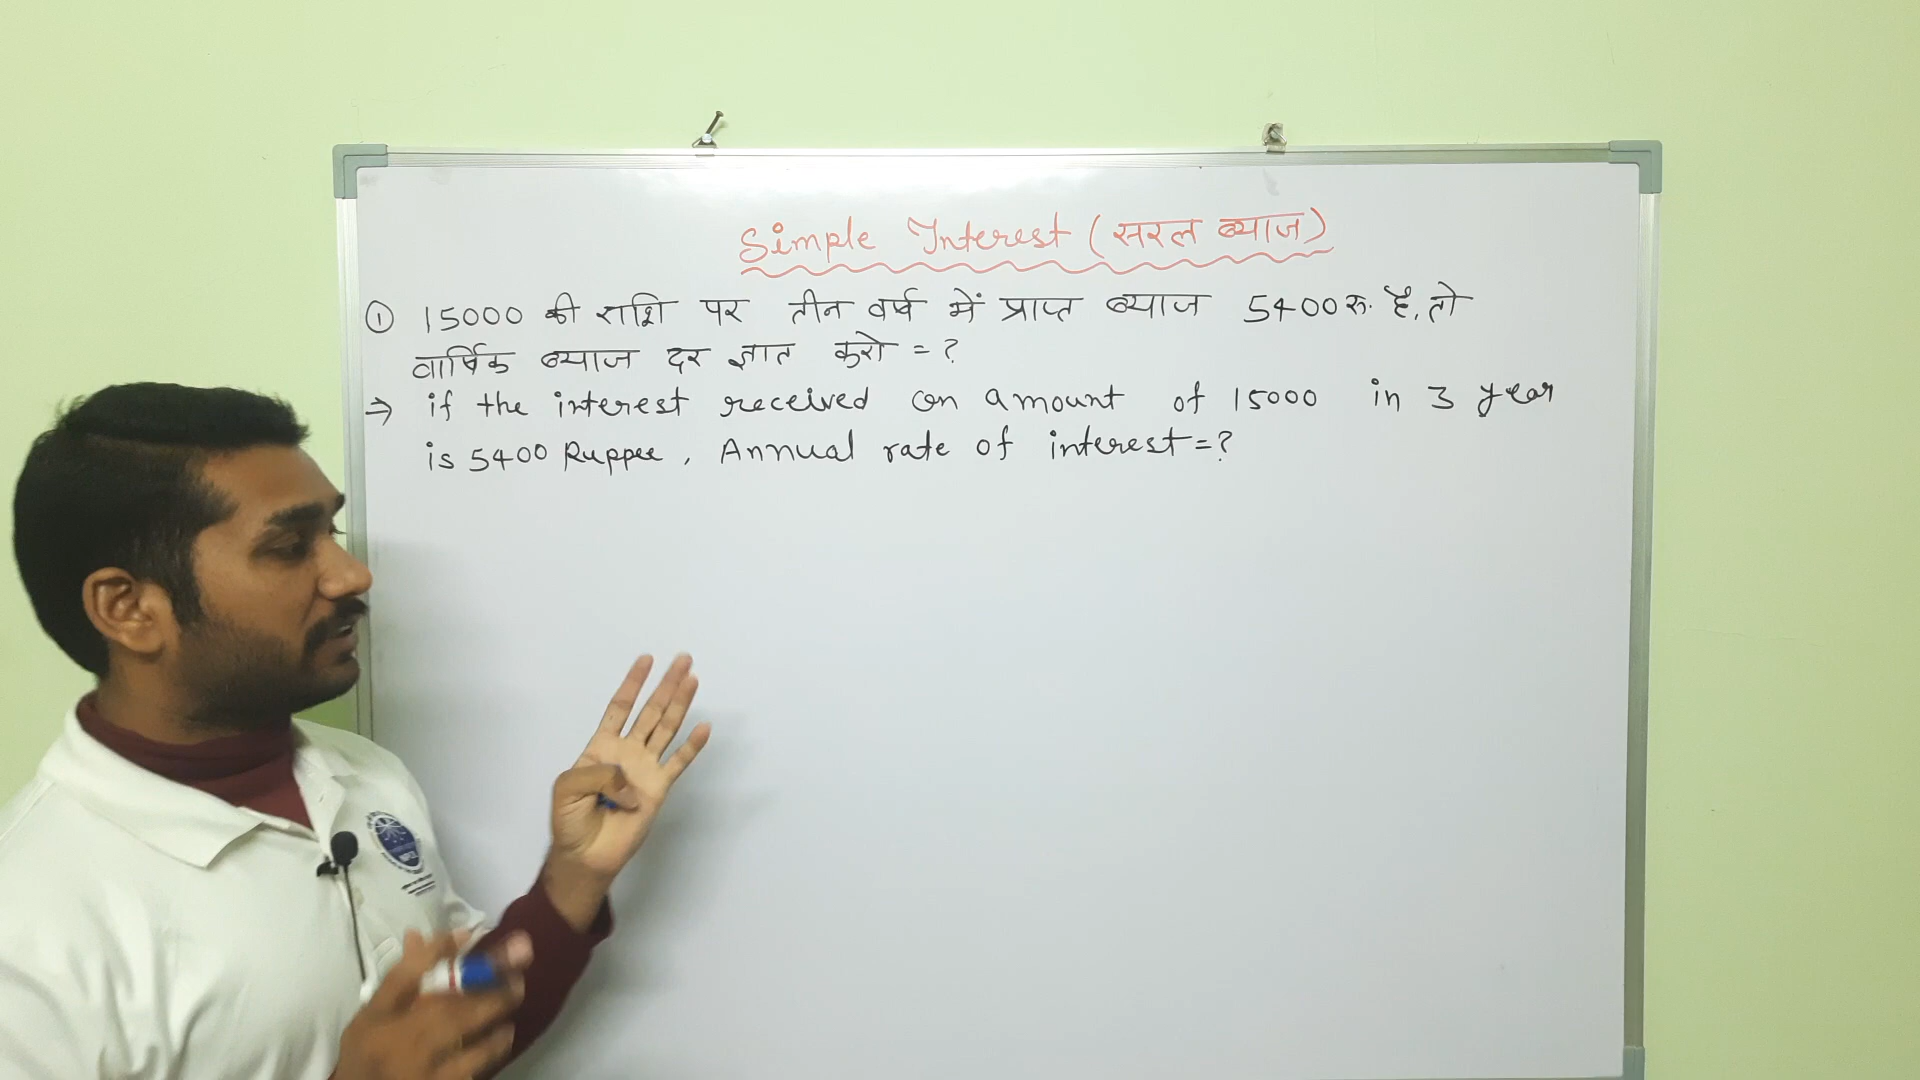 Simple Interest (सरल ब्याज)
① 15000 की राशि पर तीन वर्ष में प्राप्त ब्याज 5400 रु. है, तो
वार्षिक ब्याज दर ज्ञात करो = ?
⇒ if the interest received on amount of 15000 in 3 year
is 5400 Ruppee, Annual rate of interest = ?